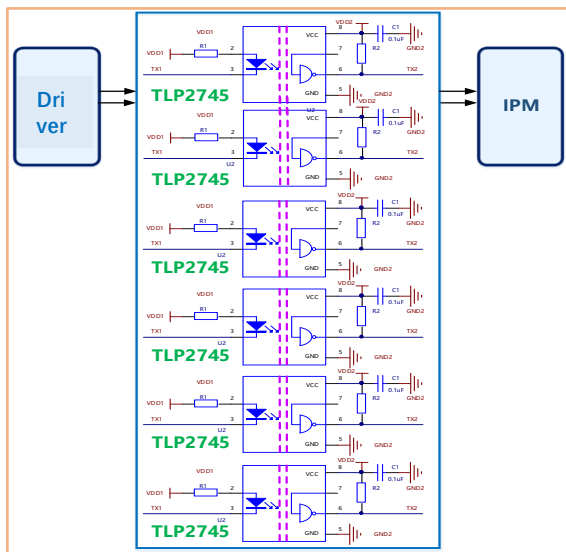 Dri
ver
IPM
VDD1
VDD1
R1
2
TX1
3
TLP2745
VCC
8
7
6
GND
5
U2
VDD2
C1
0.1uF
GND2
R2
TX2
VDD1
VDD1
R1
2
TX1
3
U2
TLP2745
VCC
8
7
6
GND
5
VDD2
C1
0.1uF
GND2
R2
TX2
GND2
VDD1
VDD1
R1
2
TX1
3
U2
TLP2745
VCC
8
7
6
GND
5
VDD2
C1
0.1uF
GND2
R2
TX2
GND2
VDD1
VDD1
R1
2
TX1
3
U2
TLP2745
VCC
8
7
6
GND
5
VDD2
C1
0.1uF
GND2
R2
TX2
GND2
VDD1
VDD1
R1
2
TX1
3
U2
TLP2745
VCC
8
7
6
GND
5
VDD2
C1
0.1uF
GND2
R2
TX2
GND2
VDD1
VDD1
R1
2
TX1
3
U2
TLP2745
VCC
8
7
6
GND
5
VDD2
C1
0.1uF
GND2
R2
TX2
GND2